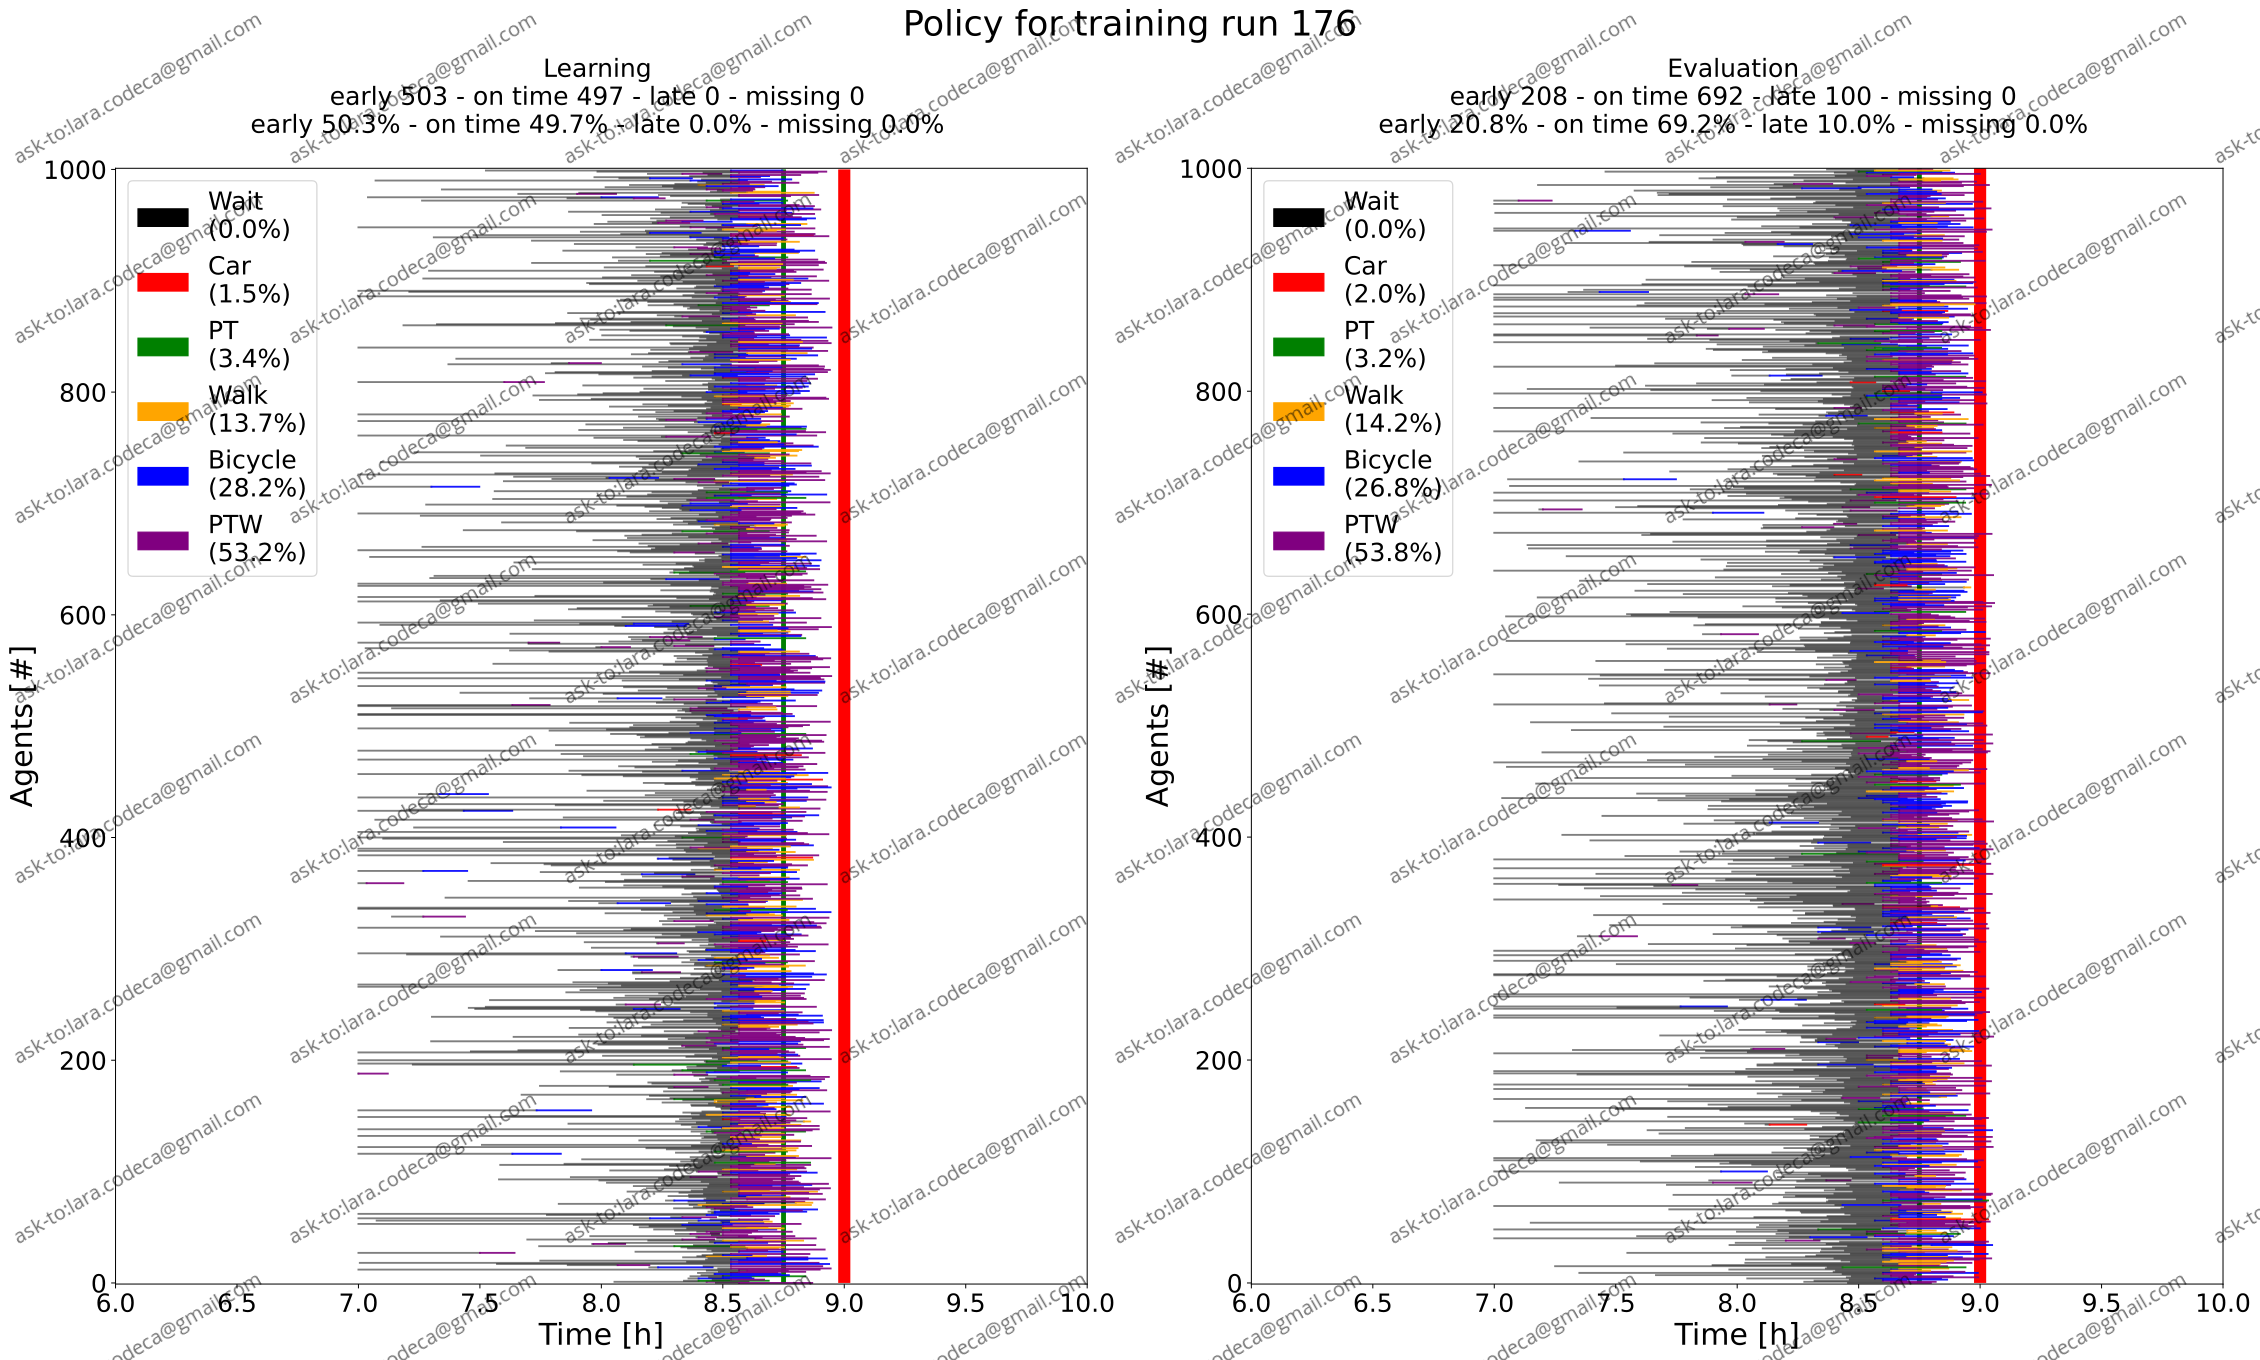 Policy for training run 176
Learning
early 503 - on time 497 - late 0 - missing 0
early 50.3% - on time 49.7% - late 0.0% - missing 0.0%
Agents [#]
1000
800
600
400
200
0
Wait
(0.0%)
Car
(1.5%)
PT
(3.4%)
Walk
(13.7%)
Bicycle
(28.2%)
PTW
(53.2%)
6.0 6.5 7.0 7.5 8.0 8.5 9.0 9.5 10.0
Time [h]
Evaluation
early 208 - on time 692 - late 100 - missing 0
early 20.8% - on time 69.2% - late 10.0% - missing 0.0%
Agents [#]
1000
800
600
400
200
0
Wait
(0.0%)
Car
(2.0%)
PT
(3.2%)
Walk
(14.2%)
Bicycle
(26.8%)
PTW
(53.8%)
6.0 6.5 7.0 7.5 8.0 8.5 9.0 9.5 10.0
Time [h]
ask-to:lara.codeca@gmail.com